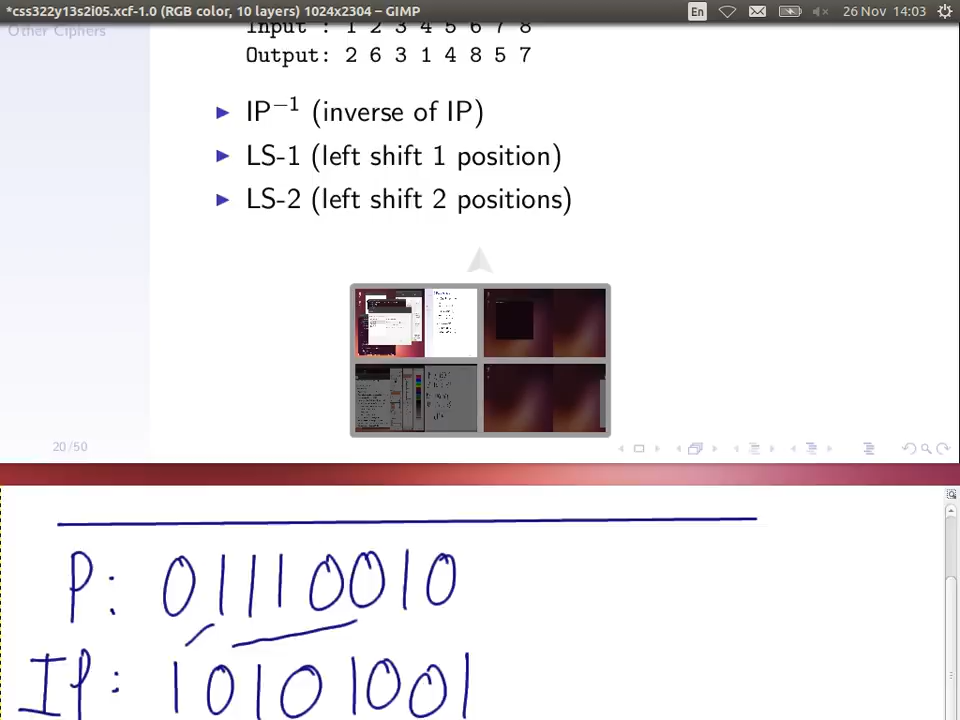 *css322y13s2i05.xcf-1.0 (RGB color, 10 layers) 1024x2304 – GIMP
En
26 Nov 14:03
Other Ciphers
Input : 1 2 3 4 5 6 7 8
Output: 2 6 3 1 4 8 5 7
IP⁻¹ (inverse of IP)
LS-1 (left shift 1 position)
LS-2 (left shift 2 positions)
20/50
P: 01110010
IP: 10101001